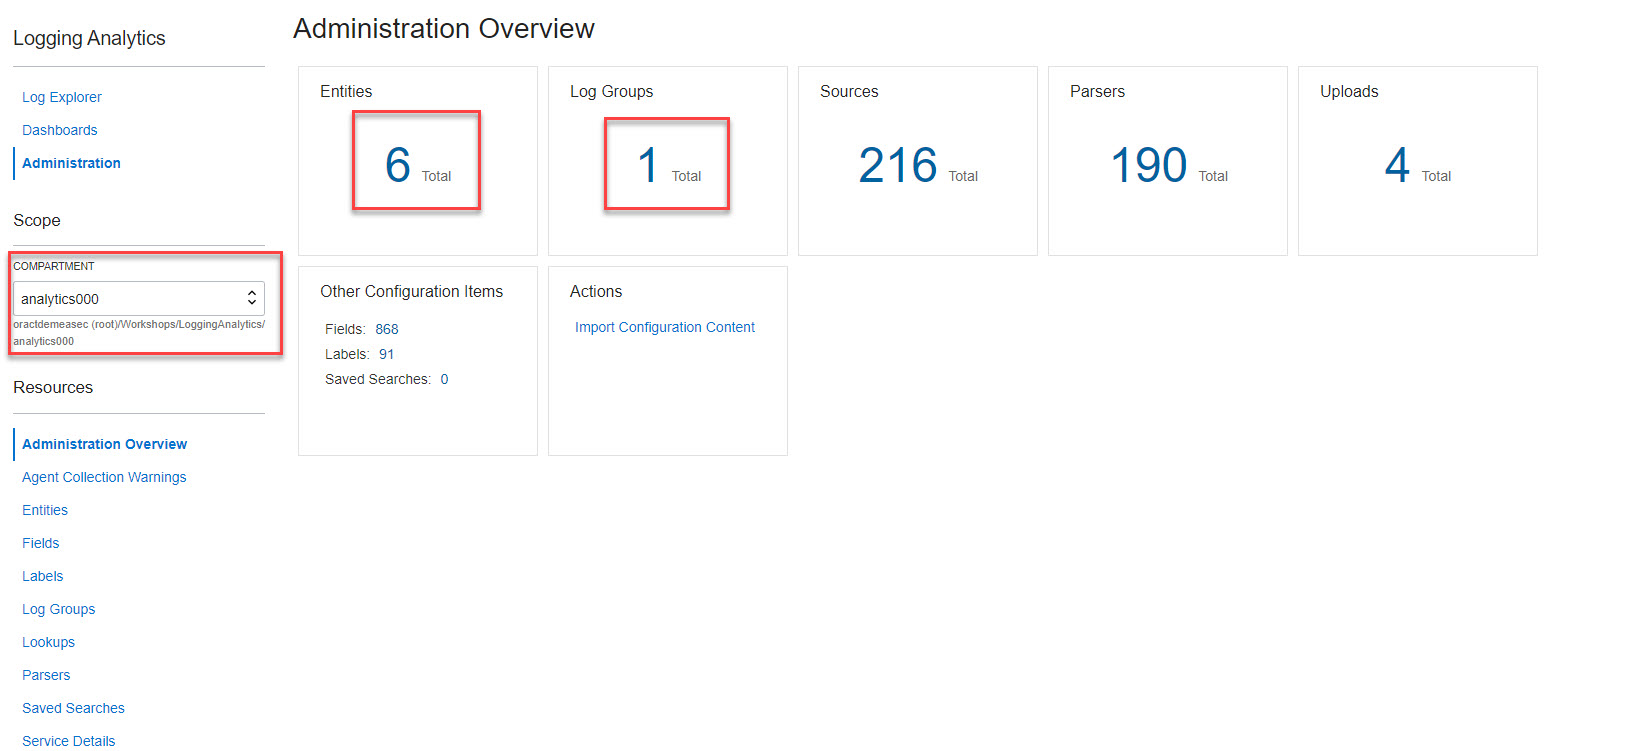 Logging Analytics
Log Explorer
Dashboards
Administration
Scope
COMPARTMENT
analytics000
oractdemeasec (root)/Workshops/LoggingAnalytics/
analytics000
Resources
Administration Overview
Agent Collection Warnings
Entities
Fields
Labels
Log Groups
Lookups
Parsers
Saved Searches
Service Details
Administration Overview
Entities
6 Total
Log Groups
1 Total
Sources
216 Total
Parsers
190 Total
Uploads
4 Total
Other Configuration Items
Fields: 868
Labels: 91
Saved Searches: 0
Actions
Import Configuration Content